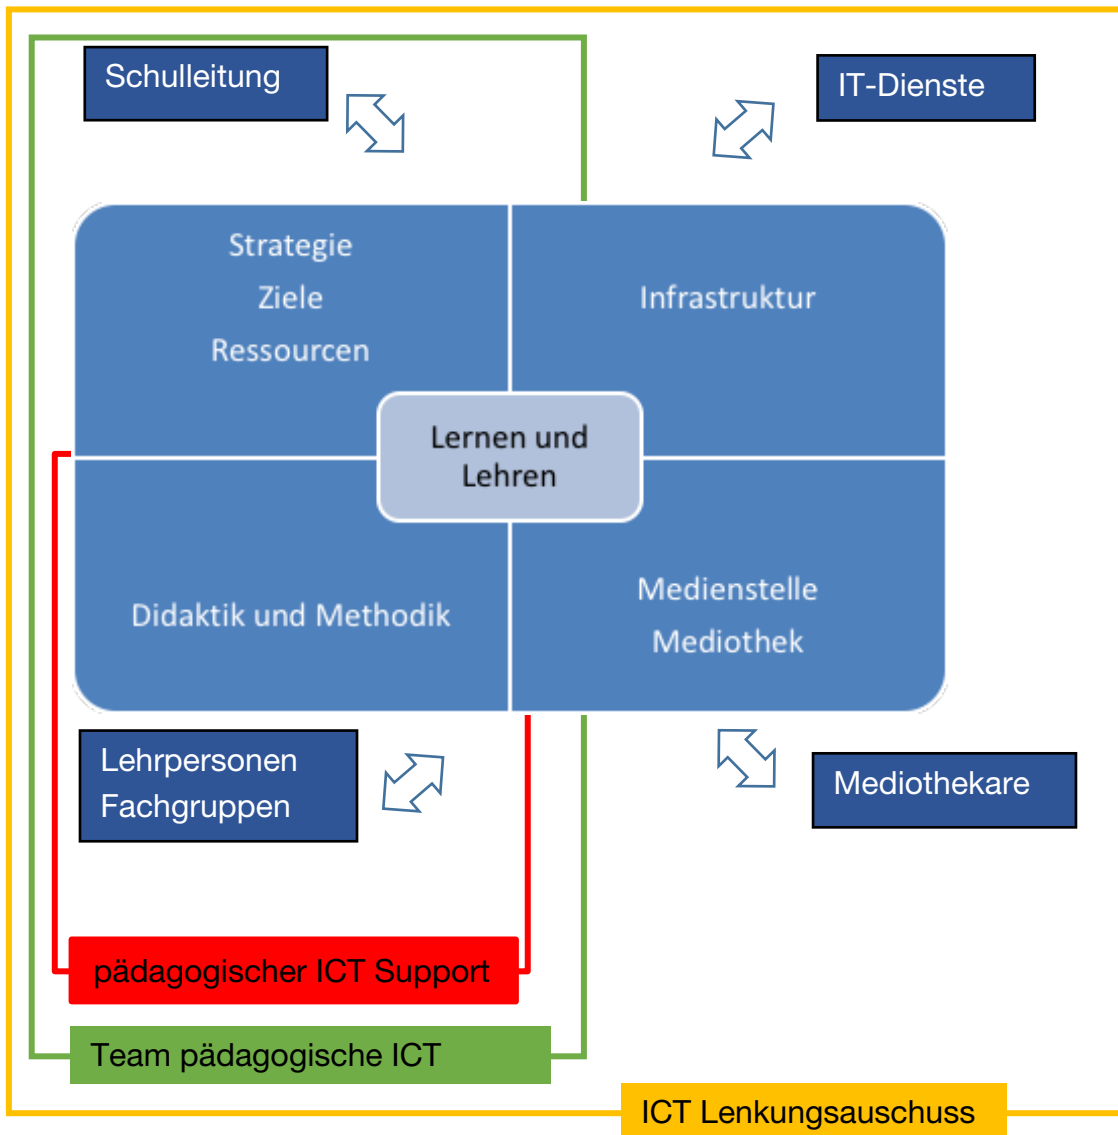 Schulleitung
IT-Dienste
Strategie
Ziele
Ressourcen
Infrastruktur
Lernen und
Lehren
Didaktik und Methodik
Medienstelle
Mediothek
Lehrpersonen
Fachgruppen
Mediothekare
pädagogischer ICT Support
Team pädagogische ICT
ICT Lenkungsauschuss